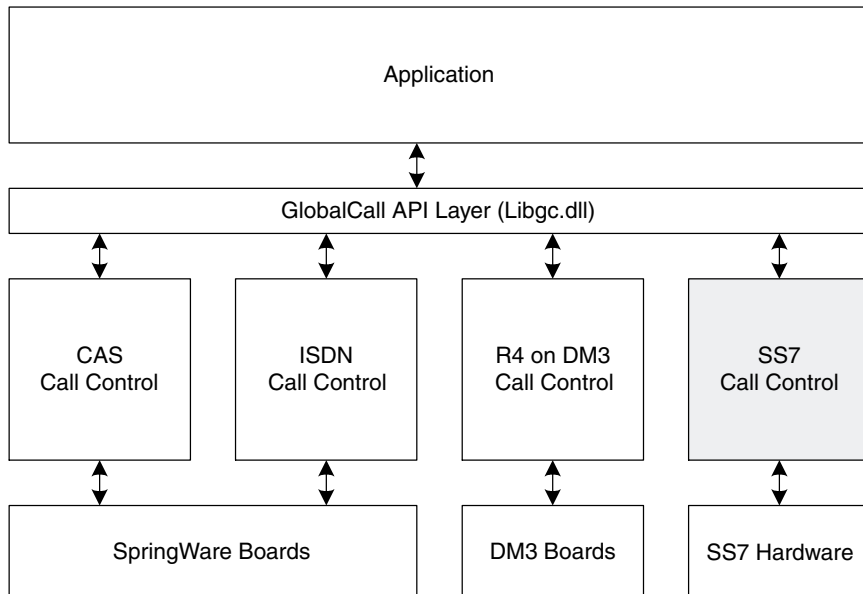 Application
GlobalCall API Layer (Libgc.dll)
CAS
Call Control
ISDN
Call Control
R4 on DM3
Call Control
SS7
Call Control
SpringWare Boards
DM3 Boards
SS7 Hardware